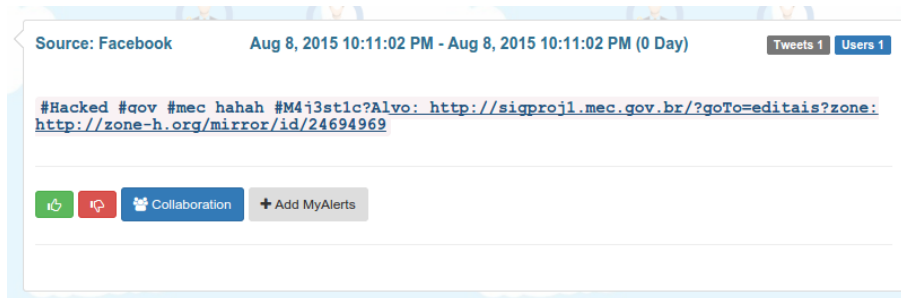 Source: Facebook Aug 8, 2015 10:11:02 PM - Aug 8, 2015 10:11:02 PM (0 Day) Tweets 1 Users 1
#Hacked #gov #mec hahah #M4j3st1c?Alvo: http://sigproj1.mec.gov.br/?goTo=editais?zone:
http://zone-h.org/mirror/id/24694969
Collaboration + Add MyAlerts